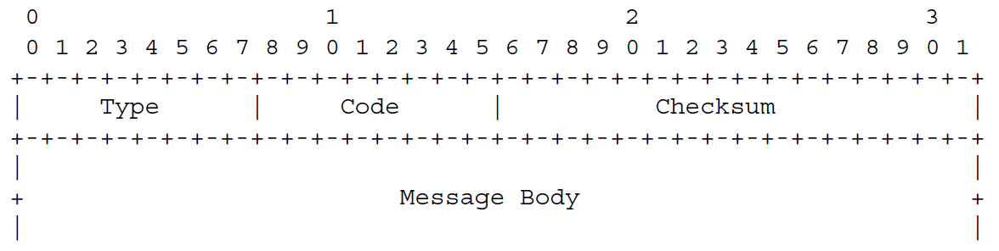 0                   1                   2                   3
0 1 2 3 4 5 6 7 8 9 0 1 2 3 4 5 6 7 8 9 0 1 2 3 4 5 6 7 8 9 0 1
+-+-+-+-+-+-+-+-+-+-+-+-+-+-+-+-+-+-+-+-+-+-+-+-+-+-+-+-+-+-+-+-+
|     Type      |     Code      |          Checksum             |
+-+-+-+-+-+-+-+-+-+-+-+-+-+-+-+-+-+-+-+-+-+-+-+-+-+-+-+-+-+-+-+-+
|                                                               |
+                         Message Body                          +
|                                                               |